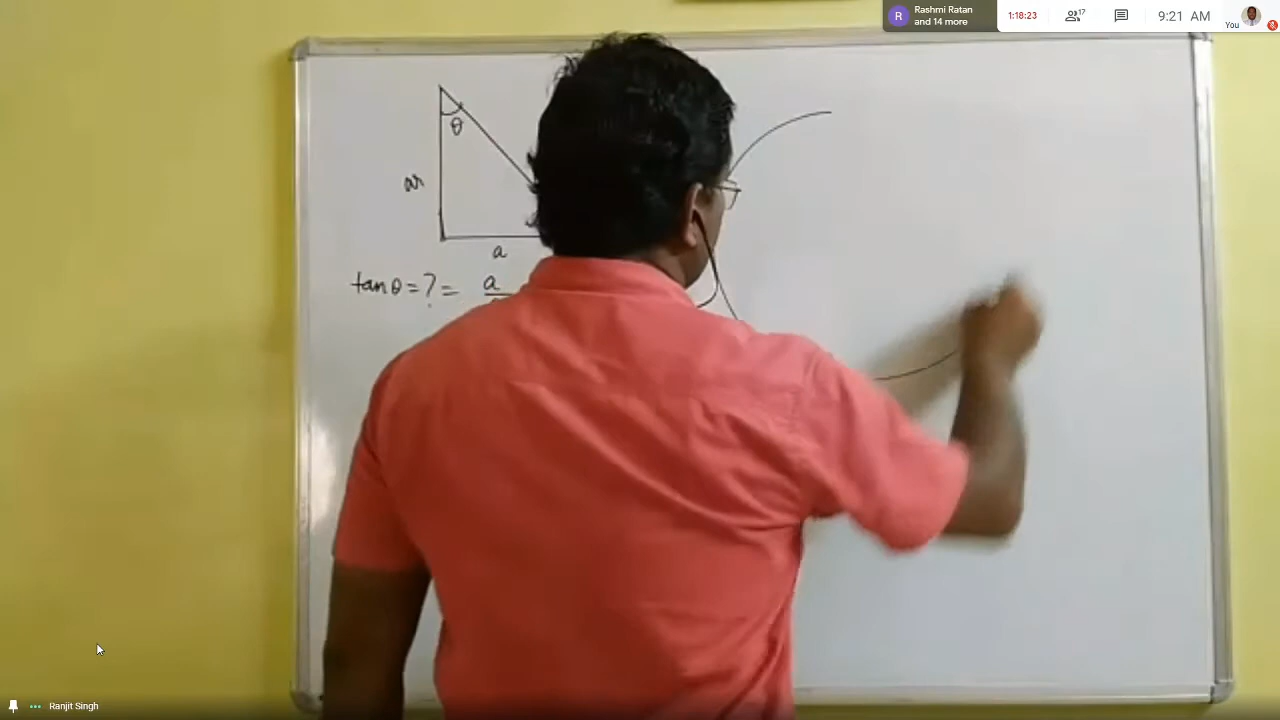 R Rashmi Ratan
and 14 more
1:18:23
17
9:21 AM
You
θ
a
tan θ = ? = a
Ranjit Singh